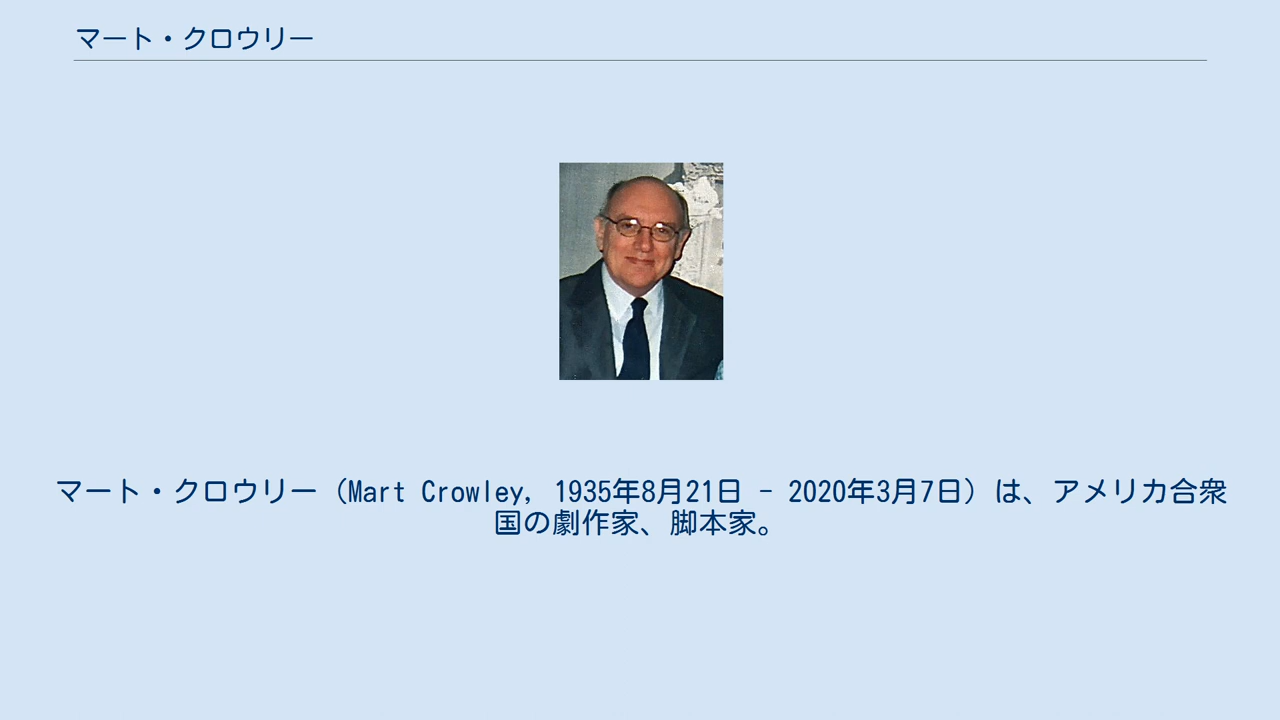 マート・クロウリー
マート・クロウリー（Mart Crowley, 1935年8月21日 - 2020年3月7日）は、アメリカ合衆
国の劇作家、脚本家。